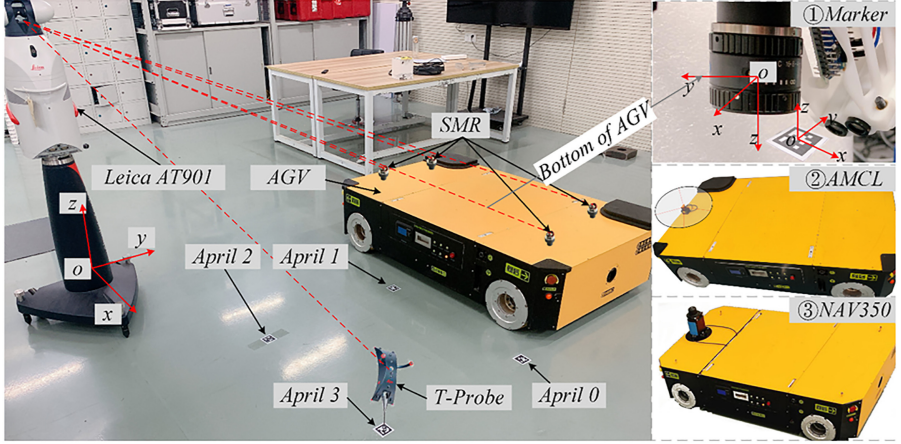 ①Marker
o
y
x
z
z
y
o
x
SMR
Bottom of AGV
Leica AT901
AGV
②AMCL
z
y
o
x
April 2
April 1
③NAV350
April 3
T-Probe
April 0